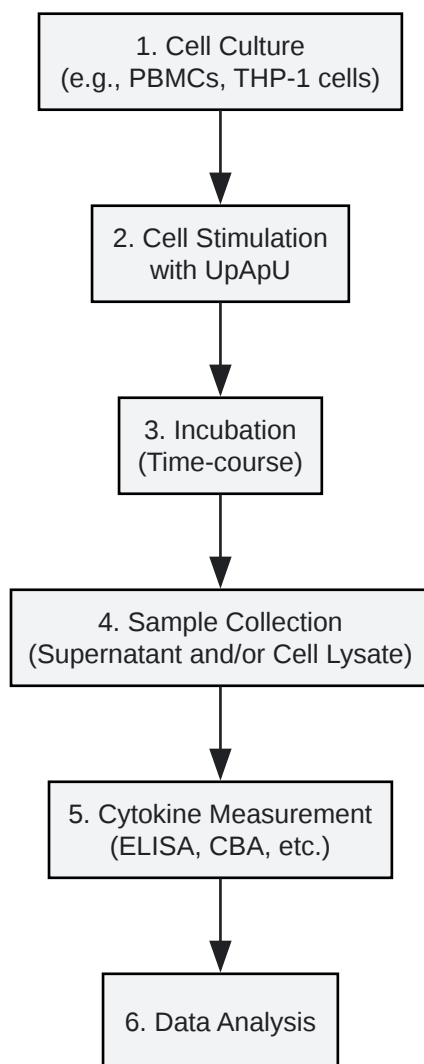 1. Cell Culture
(e.g., PBMCs, THP-1 cells)
2. Cell Stimulation
with UpApU
3. Incubation
(Time-course)
4. Sample Collection
(Supernatant and/or Cell Lysate)
5. Cytokine Measurement
(ELISA, CBA, etc.)
6. Data Analysis